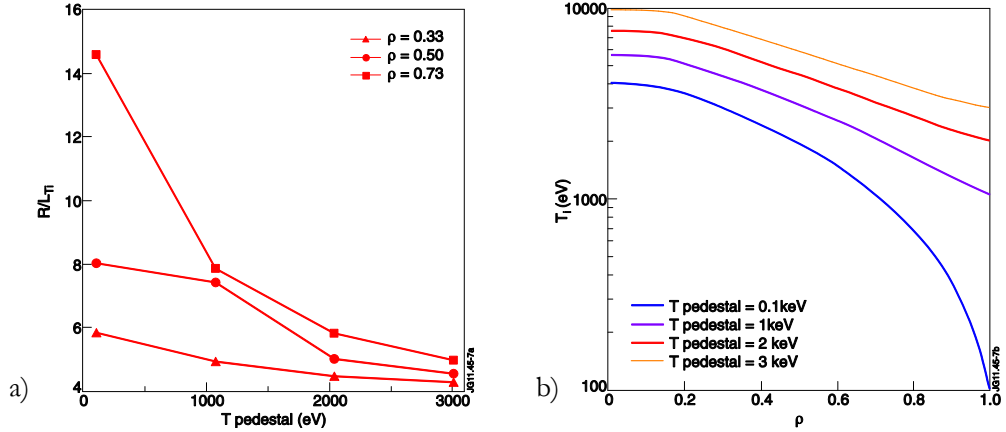 a)
R/L_Ti
16
14
12
10
8
6
4
0
1000
2000
3000
T pedestal (eV)
ρ = 0.33
ρ = 0.50
ρ = 0.73
JG11.45-7a
b)
T_i (eV)
10000
1000
100
0
0.2
0.4
0.6
0.8
1.0
ρ
T pedestal = 0.1keV
T pedestal = 1keV
T pedestal = 2 keV
T pedestal = 3 keV
JG11.45-7b